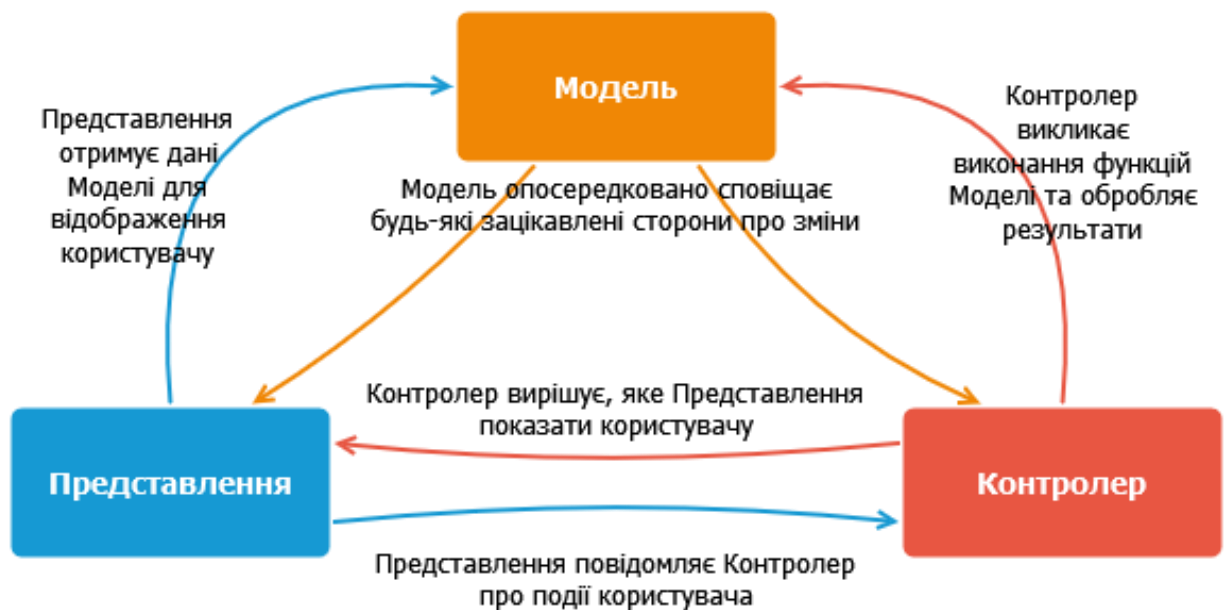 Модель
Представлення
отримує дані
Моделі для
відображення
користувачу
Модель опосередковано сповіщає
будь-які зацікавлені сторони про зміни
Контролер
викликає
виконання функцій
Моделі та обробляє
результати
Контролер вирішує, яке Представлення
показати користувачу
Представлення
Контролер
Представлення повідомляє Контролер
про події користувача